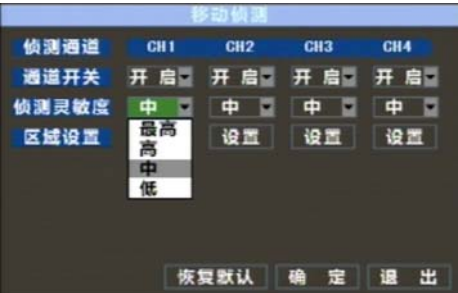 移动侦测
侦测通道 CH1 CH2 CH3 CH4
通道开关 开 启 开 启 开 启 开 启
侦测灵敏度 中 中 中 中
区域设置 最高 设置 设置 设置
高
中
低
恢复默认 确 定 退 出